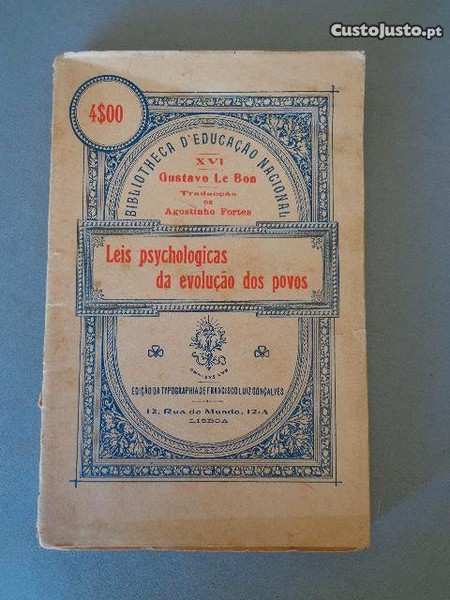 CustoJusto.pt
4$00
BIBLIOTHECA D'EDUCAÇÃO NACIONAL
XVI
Gustavo Le Bon
Traducção
DE
Agostinho Fortes
Leis psychologicas
da evolução dos povos
EDIÇÃO DA TYPOGRAPHIA DE FRANCISCO LUIZ GONÇALVES
12, Rua do Mundo, 12-A
LISBOA